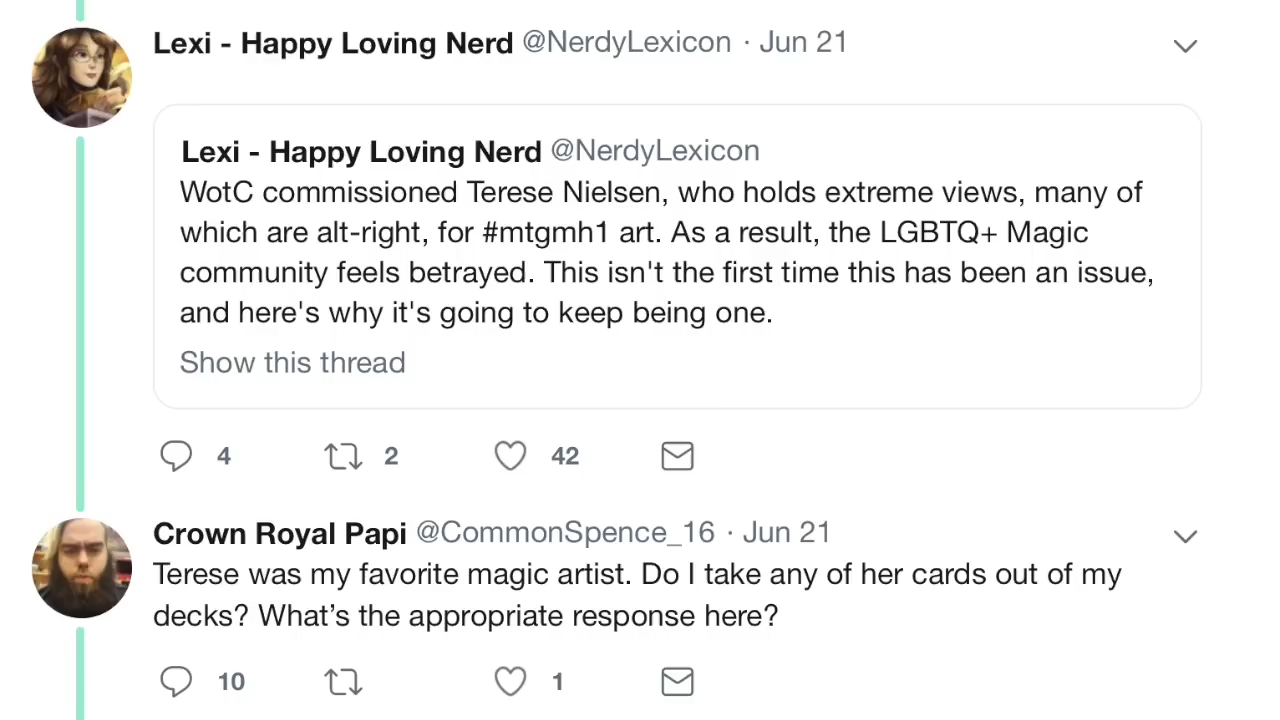 Lexi - Happy Loving Nerd @NerdyLexicon · Jun 21
Lexi - Happy Loving Nerd @NerdyLexicon
WotC commissioned Terese Nielsen, who holds extreme views, many of
which are alt-right, for #mtgmh1 art. As a result, the LGBTQ+ Magic
community feels betrayed. This isn't the first time this has been an issue,
and here's why it's going to keep being one.
Show this thread
4 2 42
Crown Royal Papi @CommonSpence_16 · Jun 21
Terese was my favorite magic artist. Do I take any of her cards out of my
decks? What’s the appropriate response here?
10 1